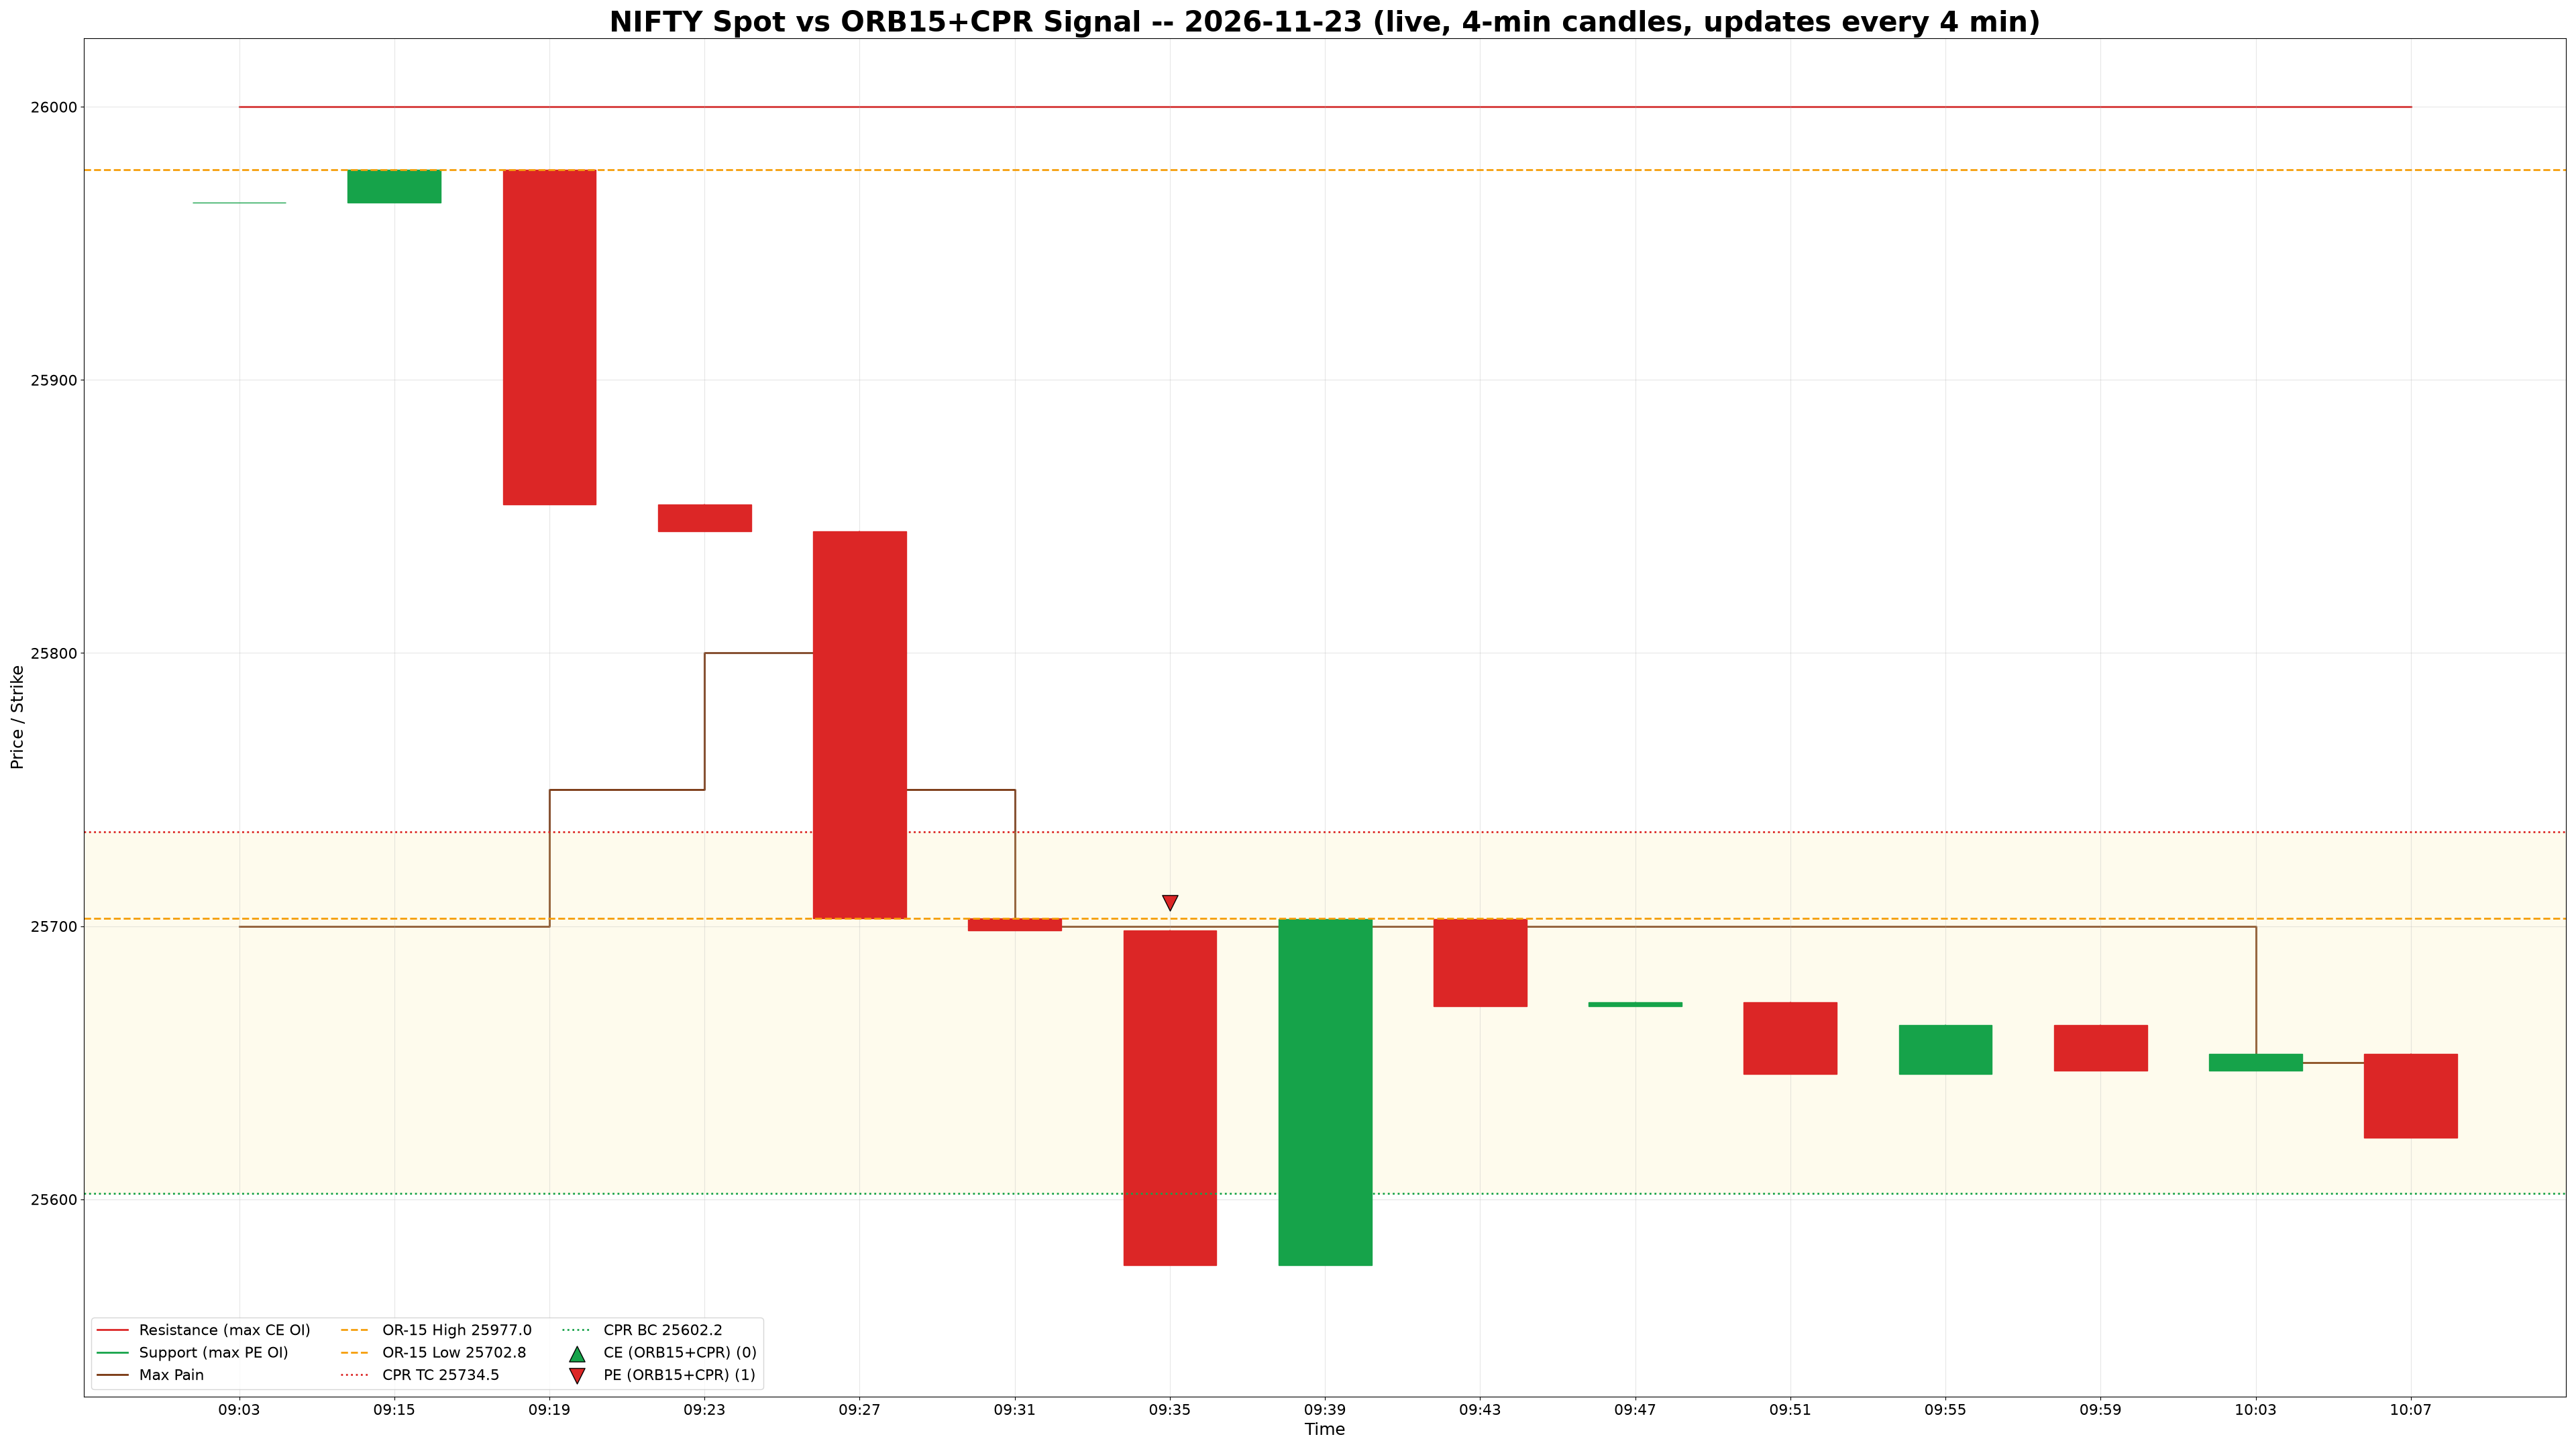 NIFTY Spot vs ORB15+CPR Signal -- 2026-11-23 (live, 4-min candles, updates every 4 min)
Price / Strike
26000
25900
25800
25700
25600
Resistance (max CE OI)
Support (max PE OI)
Max Pain
OR-15 High 25977.0
OR-15 Low 25702.8
CPR TC 25734.5
CPR BC 25602.2
CE (ORB15+CPR) (0)
PE (ORB15+CPR) (1)
09:03 09:15 09:19 09:23 09:27 09:31 09:35 09:39 09:43 09:47 09:51 09:55 09:59 10:03 10:07
Time